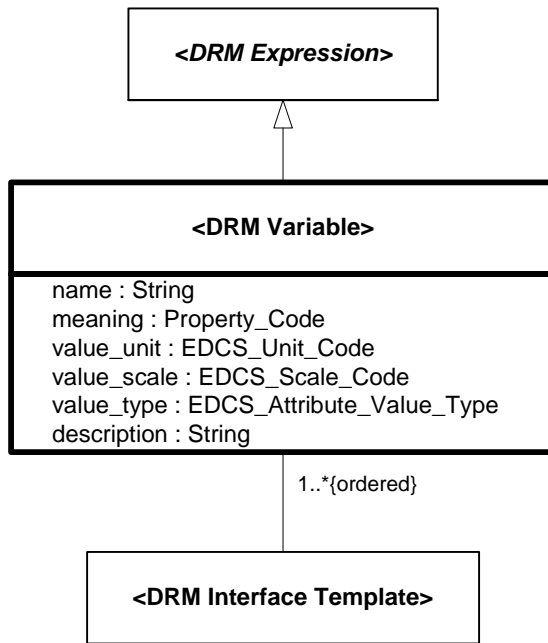 <DRM Expression>
<DRM Variable>
name : String
meaning : Property_Code
value_unit : EDCS_Unit_Code
value_scale : EDCS_Scale_Code
value_type : EDCS_Attribute_Value_Type
description : String
1..*{ordered}
<DRM Interface Template>